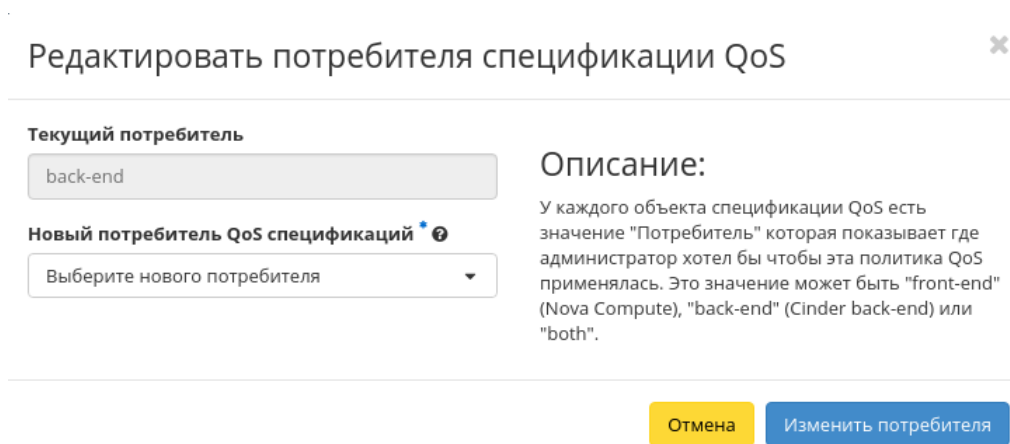 Редактировать потребителя спецификации QoS
×
Текущий потребитель
back-end
Новый потребитель QoS спецификаций *
Выберите нового потребителя
Описание:
У каждого объекта спецификации QoS есть
значение "Потребитель" которая показывает где
администратор хотел бы чтобы эта политика QoS
применялась. Это значение может быть "front-end"
(Nova Compute), "back-end" (Cinder back-end) или
"both".
Отмена
Изменить потребителя